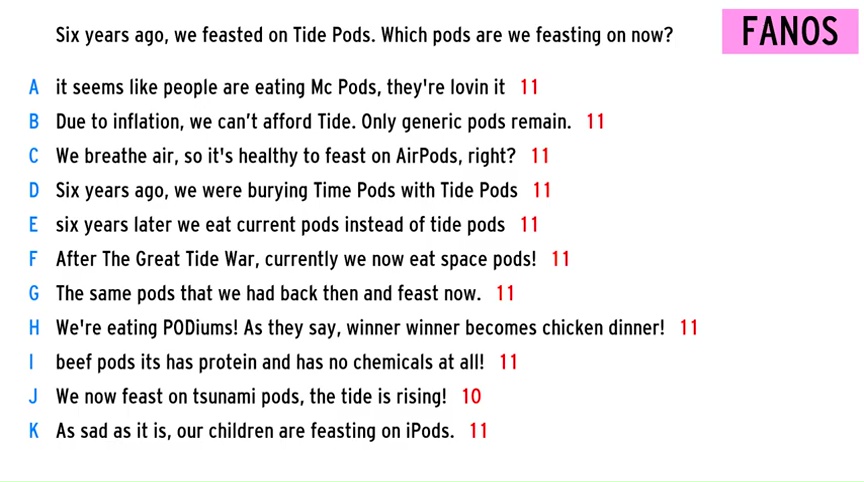 Six years ago, we feasted on Tide Pods. Which pods are we feasting on now?
FANOS
A it seems like people are eating Mc Pods, they're lovin it 11
B Due to inflation, we can't afford Tide. Only generic pods remain. 11
C We breathe air, so it's healthy to feast on AirPods, right? 11
D Six years ago, we were burying Time Pods with Tide Pods 11
E six years later we eat current pods instead of tide pods 11
F After The Great Tide War, currently we now eat space pods! 11
G The same pods that we had back then and feast now. 11
H We're eating PODiums! As they say, winner winner becomes chicken dinner! 11
I beef pods its has protein and has no chemicals at all! 11
J We now feast on tsunami pods, the tide is rising! 10
K As sad as it is, our children are feasting on iPods. 11